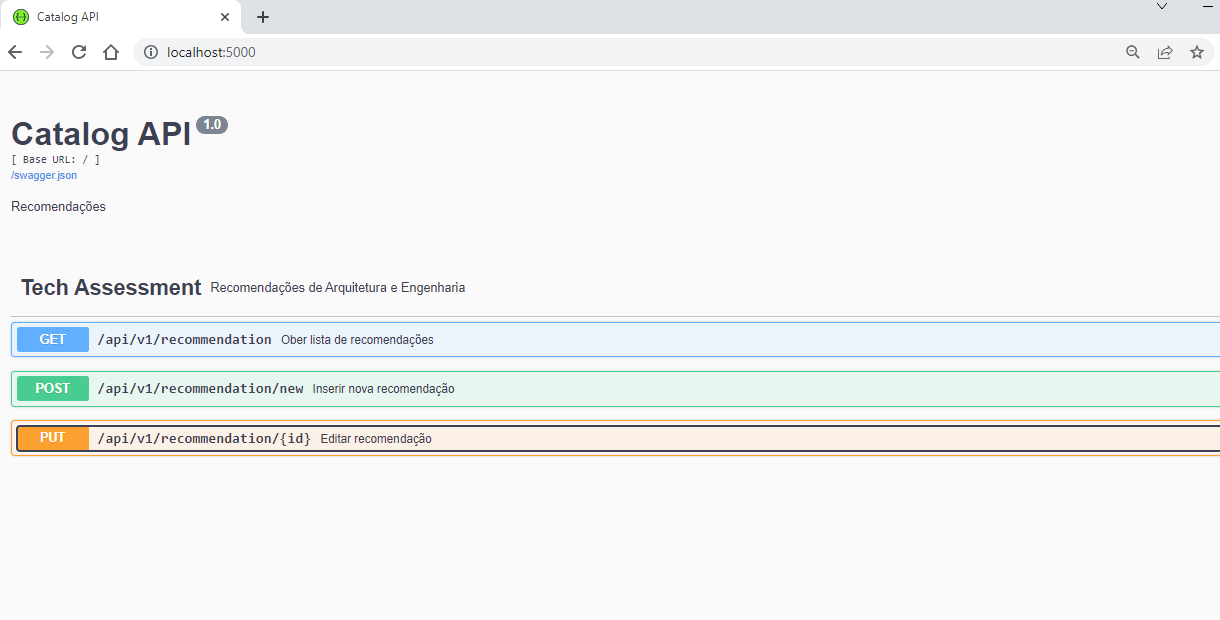 Catalog API
localhost:5000
Catalog API 1.0
[ Base URL: / ]
/swagger.json
Recomendações
Tech Assessment Recomendações de Arquitetura e Engenharia
GET /api/v1/recommendation Ober lista de recomendações
POST /api/v1/recommendation/new Inserir nova recomendação
PUT /api/v1/recommendation/{id} Editar recomendação